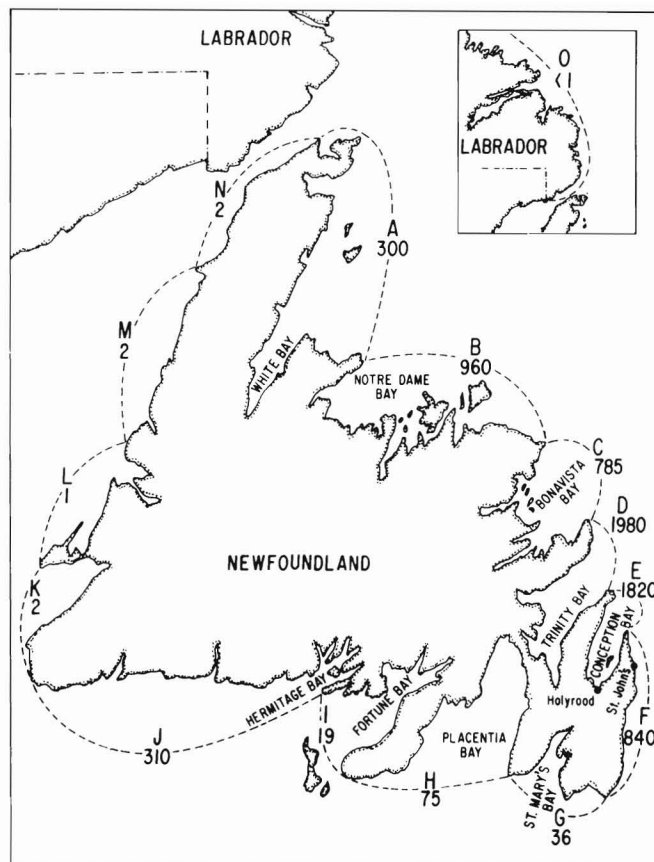 LABRADOR
O
<1
LABRADOR
N
2
A
300
M
2
WHITE BAY
B
960
NOTRE DAME
BAY
C
785
BONAVISTA
BAY
L
1
D
1980
NEWFOUNDLAND
E
1820
K
2
TRINITY BAY
CONCEPTION
BAY
HERMITAGE BAY
FORTUNE BAY
Holyrood
St. John's
J
310
I
19
PLACENTIA
BAY
F
840
H
75
ST. MARY'S
BAY
G
36